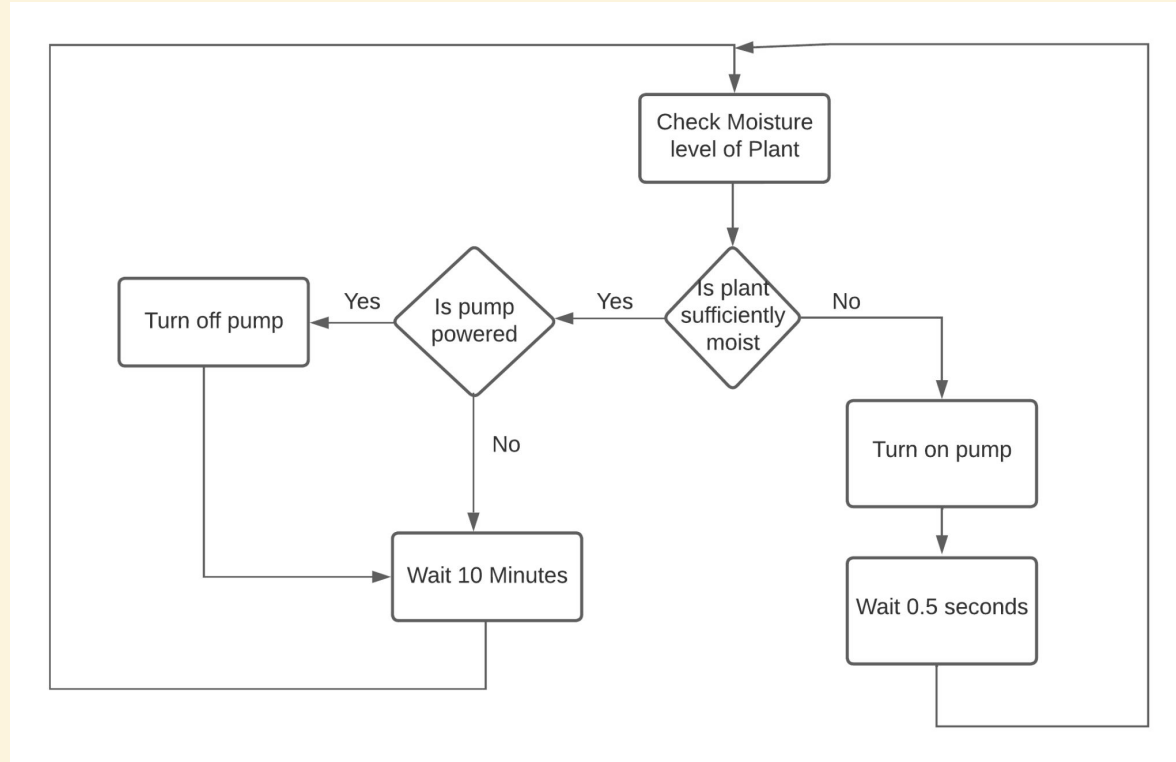 Check Moisture
level of Plant
Is plant
sufficiently
moist
Yes
No
Is pump
powered
Yes
Turn off pump
No
Wait 10 Minutes
Turn on pump
Wait 0.5 seconds